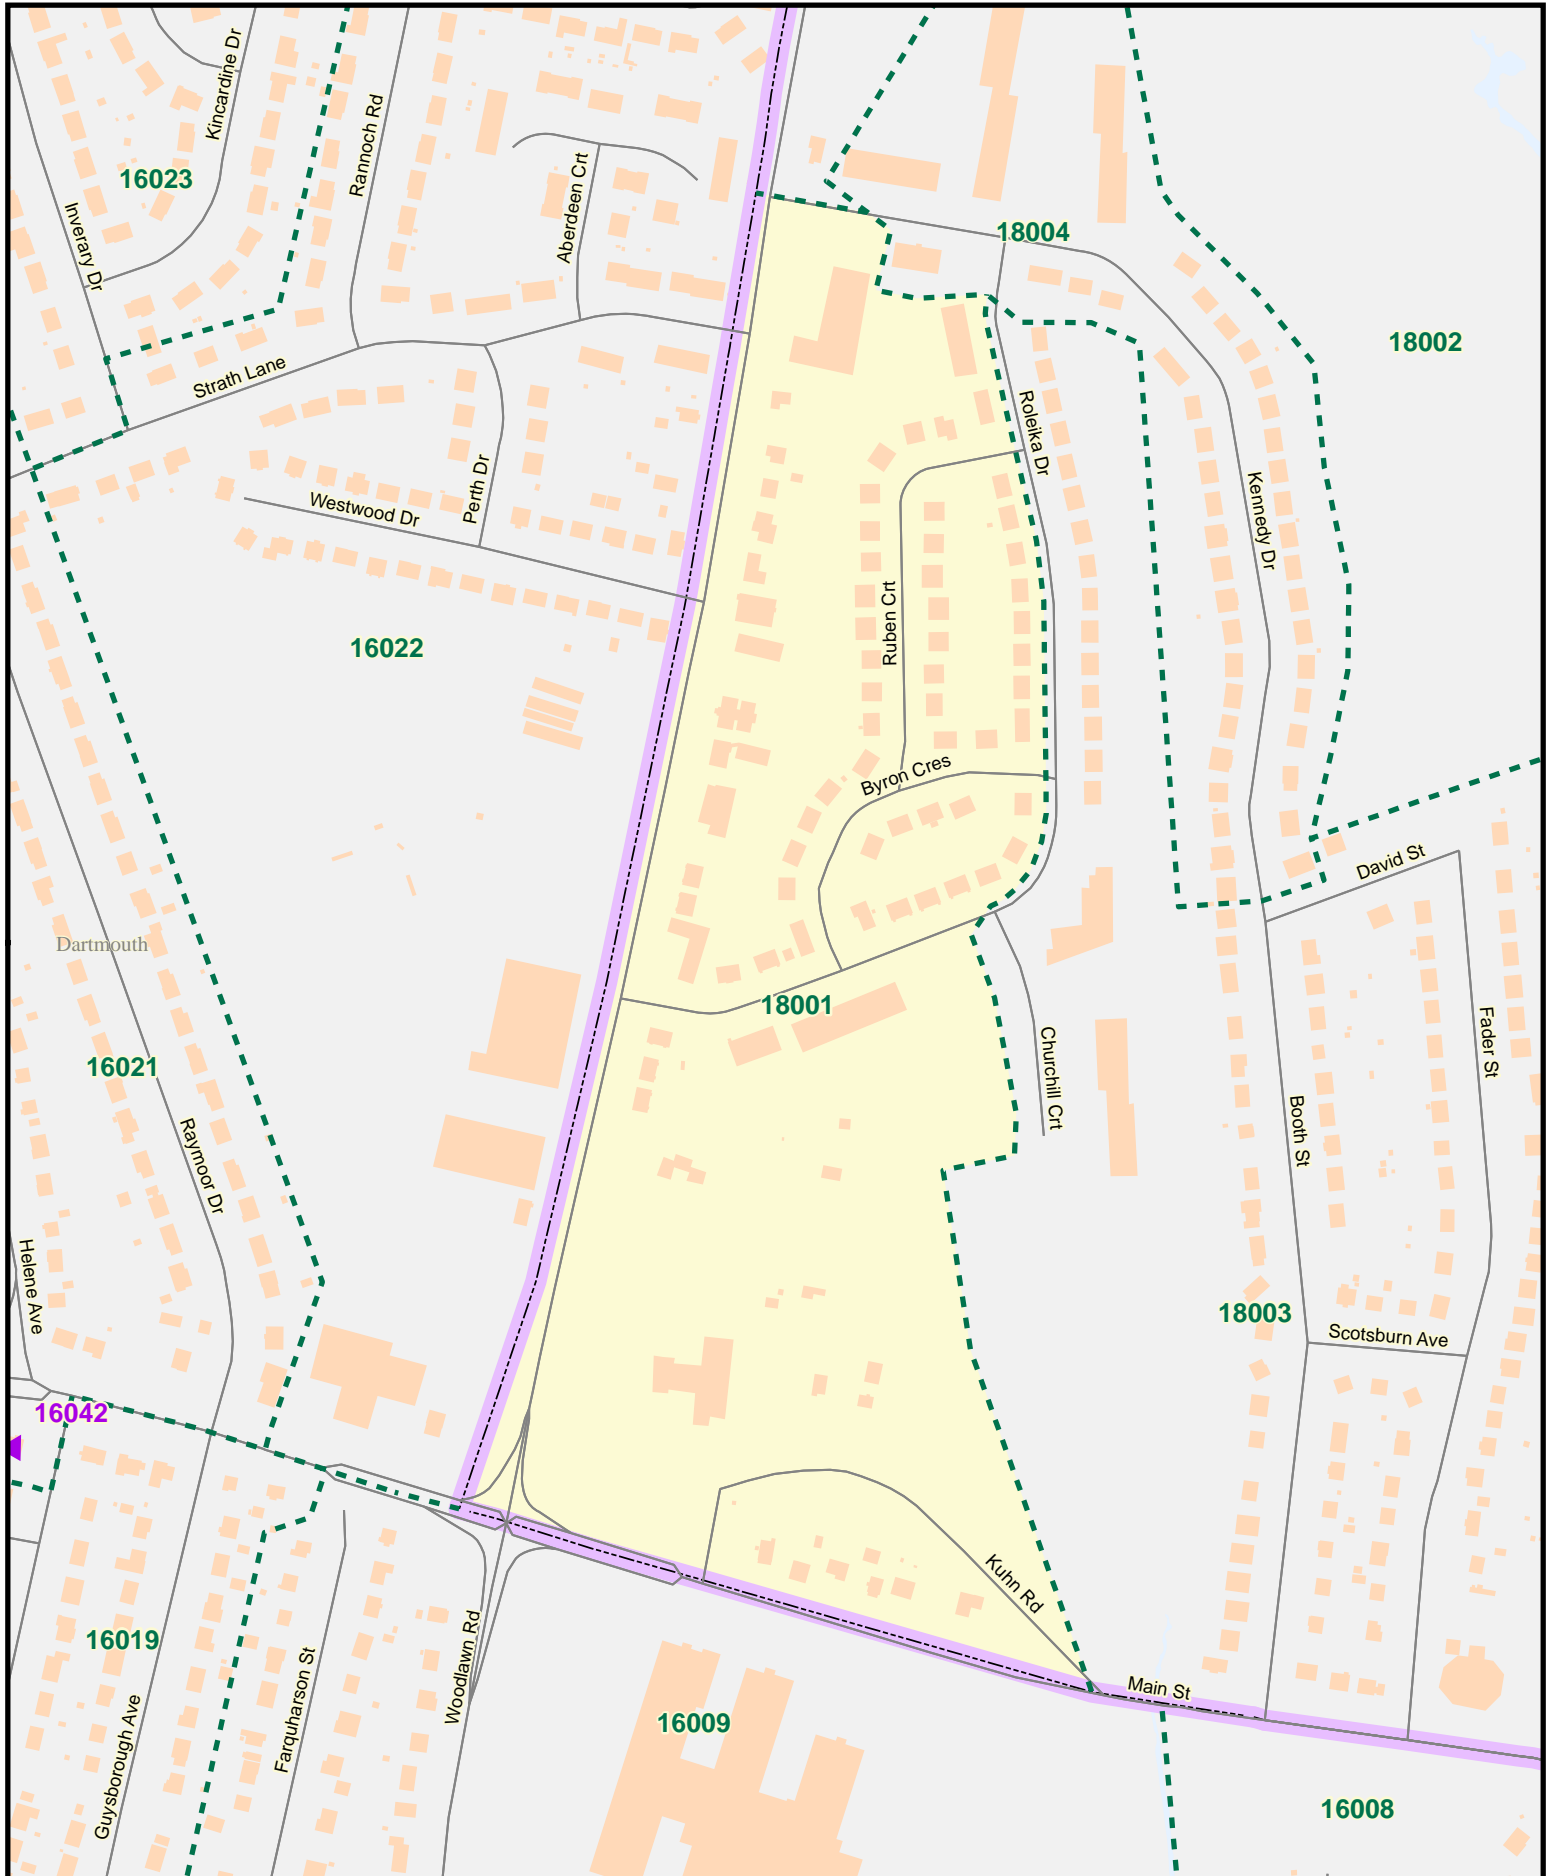 Kincardine Dr
Rannoch Rd
16023
Aberdeen Crt
Inverary Dr
18004
18002
Strath Lane
Roleika Dr
Perth Dr
Westwood Dr
Kennedy Dr
Ruben Crt
16022
Byron Cres
David St
Dartmouth
18001
Fader St
16021
Churchill Crt
Booth St
Raymoor Dr
Helene Ave
18003
Scotsburn Ave
16042
Kuhn Rd
16019
Woodlawn Rd
Farquharson St
Main St
16009
Guysborough Ave
16008